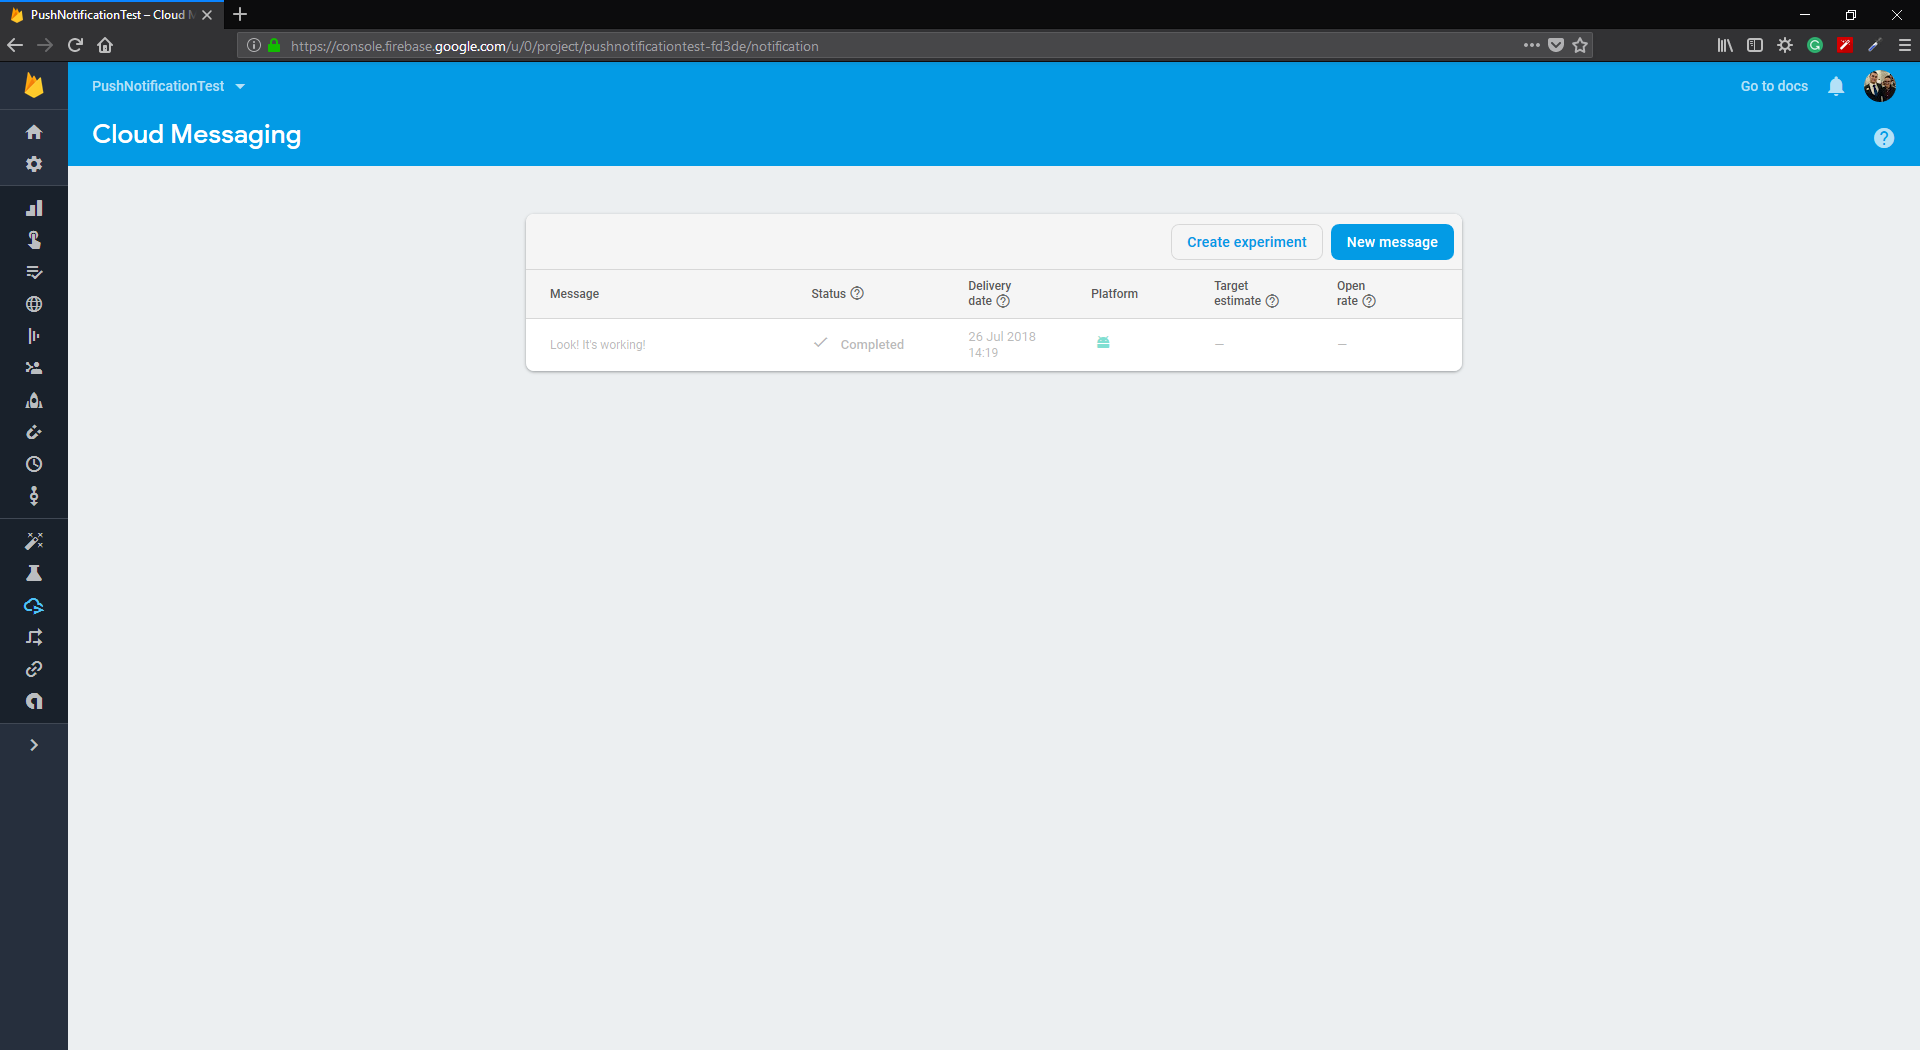 PushNotificationTest – Cloud
https://console.firebase.google.com/u/0/project/pushnotificationtest-fd3de/notification
PushNotificationTest
Go to docs
Cloud Messaging
Create experiment
New message
Message
Status
Delivery
date
Platform
Target
estimate
Open
rate
Look! It's working!
Completed
26 Jul 2018
14:19
—
—